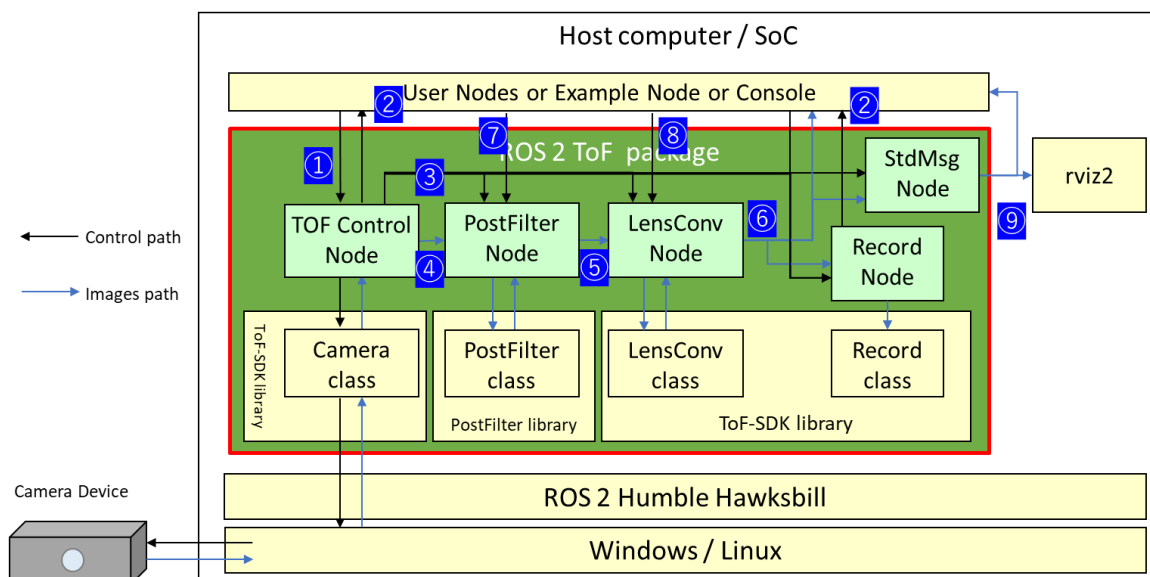 Host computer / SoC
User Nodes or Example Node or Console
②
②
⑦
⑧
①
ROS 2 ToF package
③
StdMsg
Node
rviz2
TOF Control
Node
PostFilter
Node
LensConv
Node
⑥
⑨
Record
Node
④
⑤
Control path
Images path
ToF-SDK library
Camera
class
PostFilter
class
LensConv
class
Record
class
PostFilter library
ToF-SDK library
Camera Device
ROS 2 Humble Hawksbill
Windows / Linux